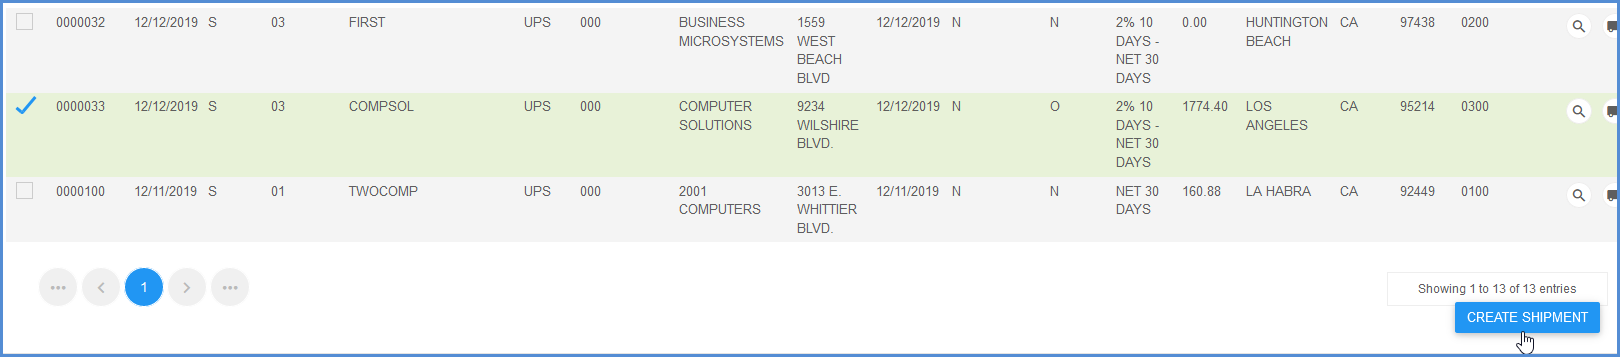 0000032 12/12/2019 S 03 FIRST UPS 000 BUSINESS 1559 12/12/2019 N N 2% 10 0.00 HUNTINGTON CA 97438 0200
MICROSYSTEMS WEST DAYS - BEACH
BEACH NET 30
BLVD DAYS
0000033 12/12/2019 S 03 COMPSOL UPS 000 COMPUTER 9234 12/12/2019 N O 2% 10 1774.40 LOS CA 95214 0300
SOLUTIONS WILSHIRE DAYS - ANGELES
BLVD. NET 30
DAYS
0000100 12/11/2019 S 01 TWOCOMP UPS 000 2001 3013 E. 12/11/2019 N N NET 30 160.88 LA HABRA CA 92449 0100
COMPUTERS WHITTIER DAYS
BLVD.
1
Showing 1 to 13 of 13 entries
CREATE SHIPMENT